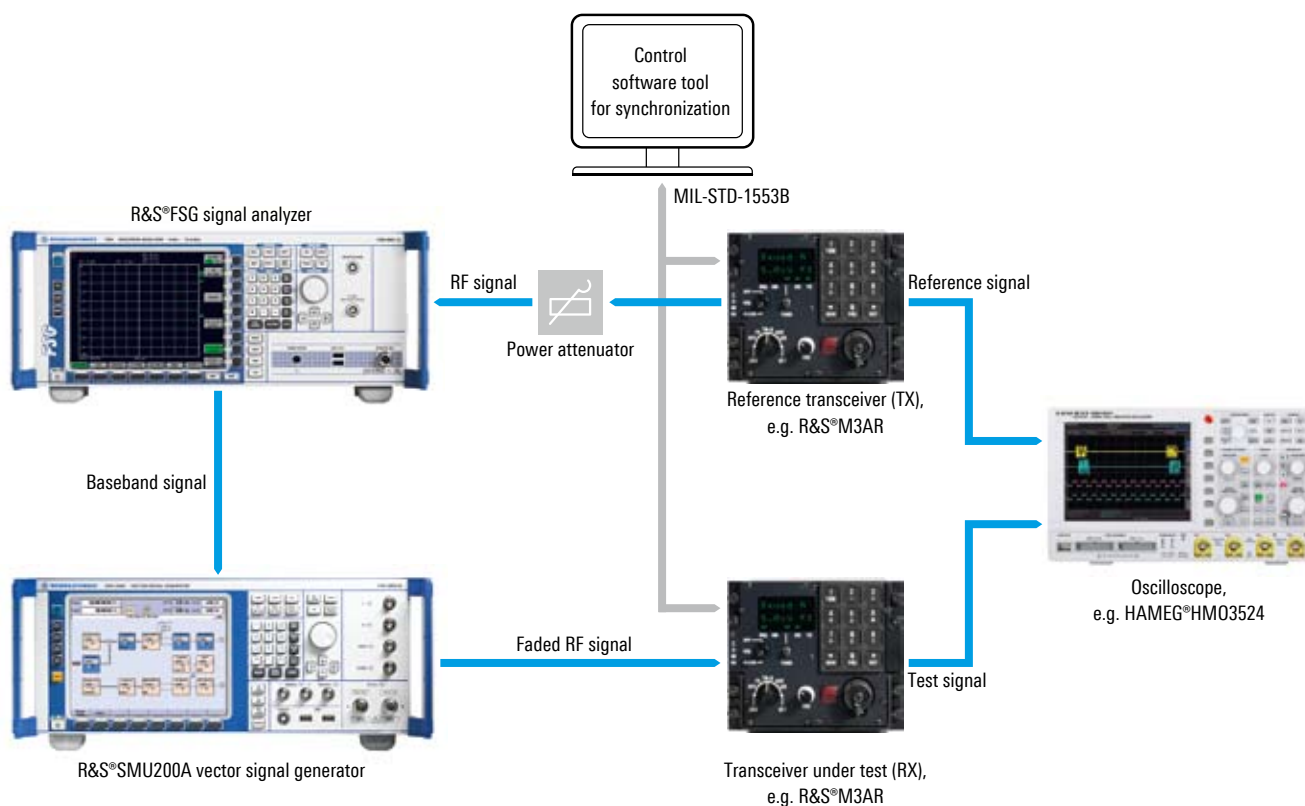 Control
software tool
for synchronization
MIL-STD-1553B
R&S®FSG signal analyzer
RF signal
Power attenuator
Reference signal
Reference transceiver (TX),
e.g. R&S®M3AR
FSG
Baseband signal
Oscilloscope,
e.g. HAMEG®HMO3524
Faded RF signal
Test signal
R&S®SMU200A vector signal generator
Transceiver under test (RX),
e.g. R&S®M3AR